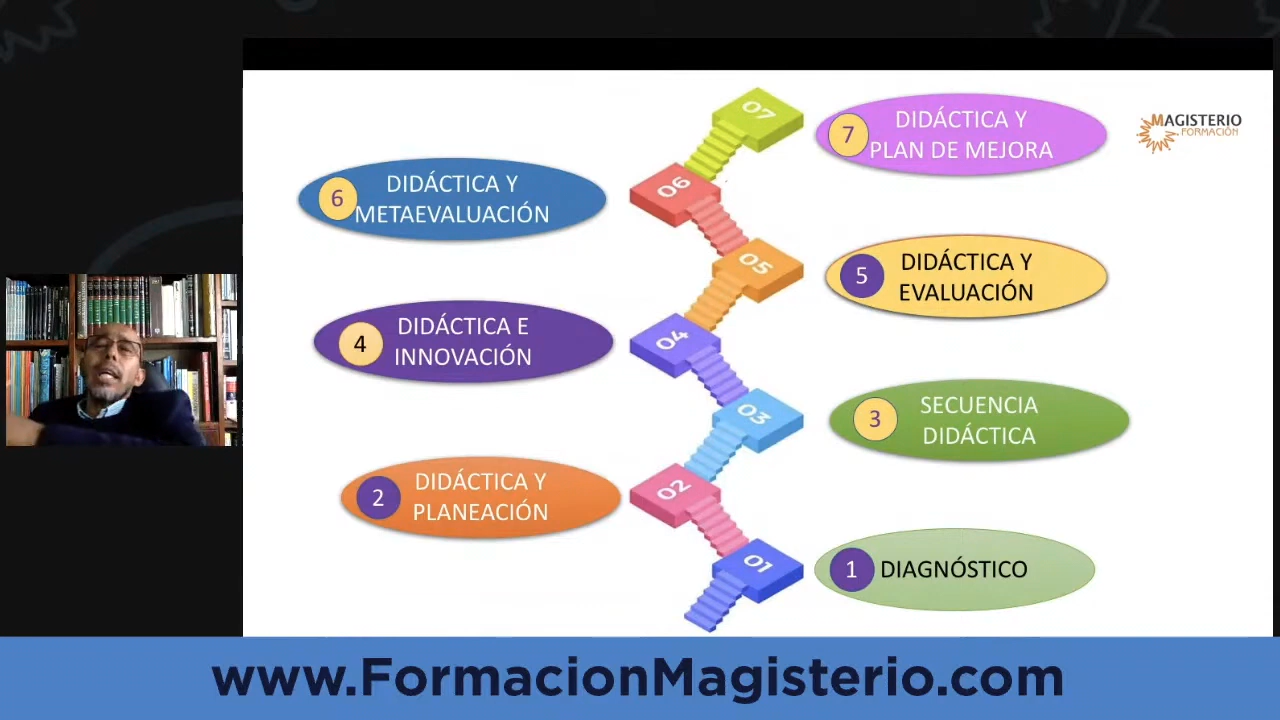 07
7
DIDÁCTICA Y
PLAN DE MEJORA
MAGISTERIO
FORMACIÓN
6
DIDÁCTICA Y
METAEVALUACIÓN
06
05
5
DIDÁCTICA Y
EVALUACIÓN
4
DIDÁCTICA E
INNOVACIÓN
04
03
3
SECUENCIA
DIDÁCTICA
2
DIDÁCTICA Y
PLANEACIÓN
02
01
1
DIAGNÓSTICO
www.FormacionMagisterio.com